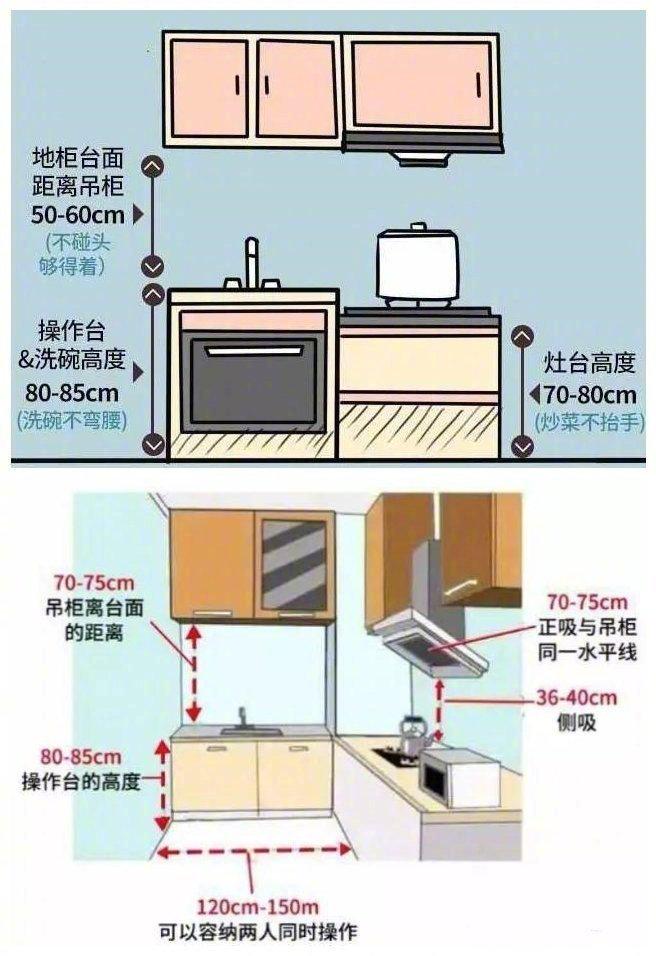 地柜台面
距离吊柜
50-60cm
(不碰头
够得着)
操作台
&洗碗高度
80-85cm
(洗碗不弯腰)
灶台高度
70-80cm
(炒菜不抬手)
70-75cm
吊柜离台面
的距离
70-75cm
正吸与吊柜
同一水平线
36-40cm
侧吸
80-85cm
操作台的高度
120cm-150m
可以容纳两人同时操作